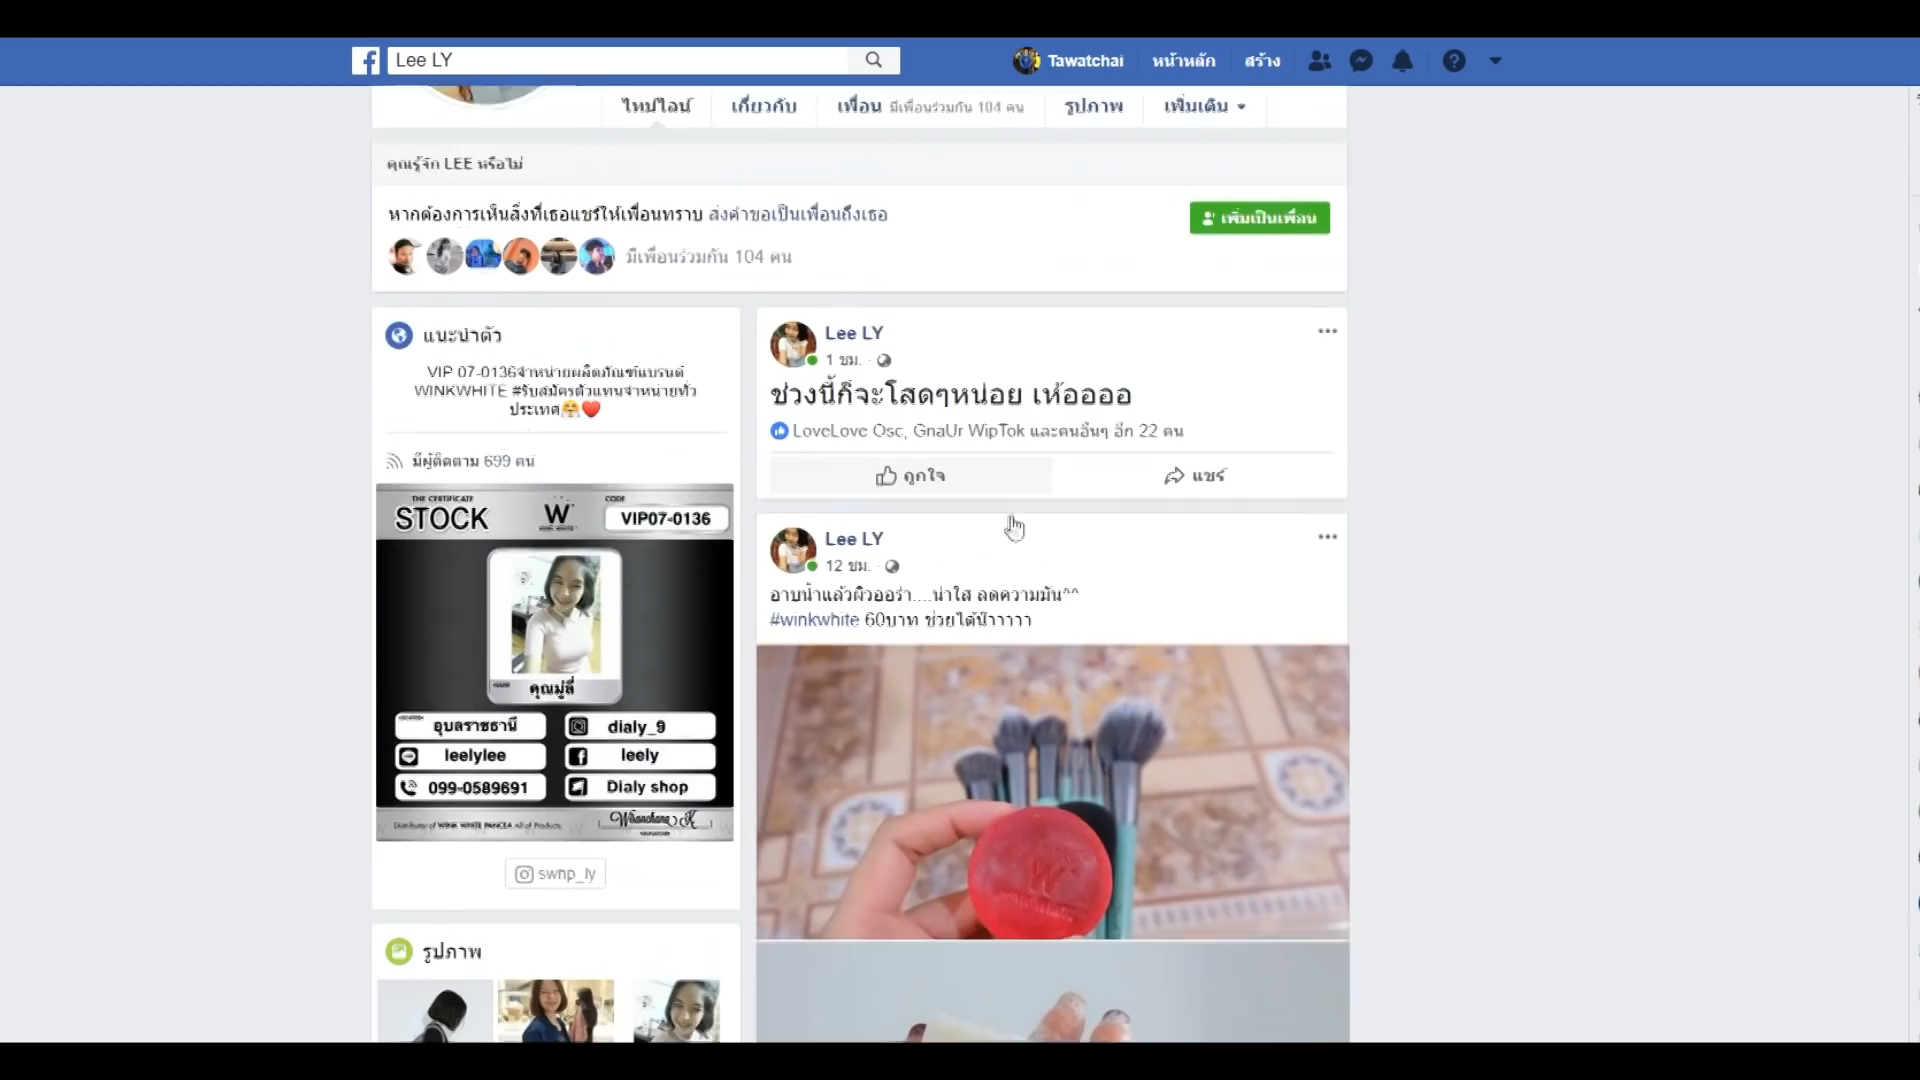 Lee LY
Tawatchai
หน้าหลัก
สร้าง
ไทม์ไลน์
เกี่ยวกับ
เพื่อน มีเพื่อนร่วมกัน 104 คน
รูปภาพ
เพิ่มเติม
คุณรู้จัก LEE หรือไม่
หากต้องการเห็นสิ่งที่เธอแชร์ให้เพื่อนทราบ ส่งคำขอเป็นเพื่อนถึงเธอ
เพิ่มเป็นเพื่อน
มีเพื่อนร่วมกัน 104 คน
แนะนำตัว
VIP 07-0136จำหน่ายผลิตภัณฑ์แบรนด์
WINKWHITE #รับสมัครตัวแทนจำหน่ายทั่ว
ประเทศ🤗❤️
มีผู้ติดตาม 699 คน
THE CERTIFICATE
STOCK
W
WINK WHITE
CODE
VIP07-0136
คุณมู่ลี่
อุบลราชธานี
dialy_9
leelylee
leely
099-0589691
Dialy shop
Distributor of WINK WHITE PANCEA All of Products.
swnp_ly
รูปภาพ
Lee LY
1 ชม.
ช่วงนี้ก็จะโสดๆหน่อย เห้ออออ
LoveLove Osc, GnaUr WipTok และคนอื่นๆ อีก 22 คน
ถูกใจ
แชร์
Lee LY
12 ชม.
อาบน้ำแล้วผิวออร่า....น่าใส ลดความมัน^^
#winkwhite 60บาท ช่วยได้น๊าาาาา
W